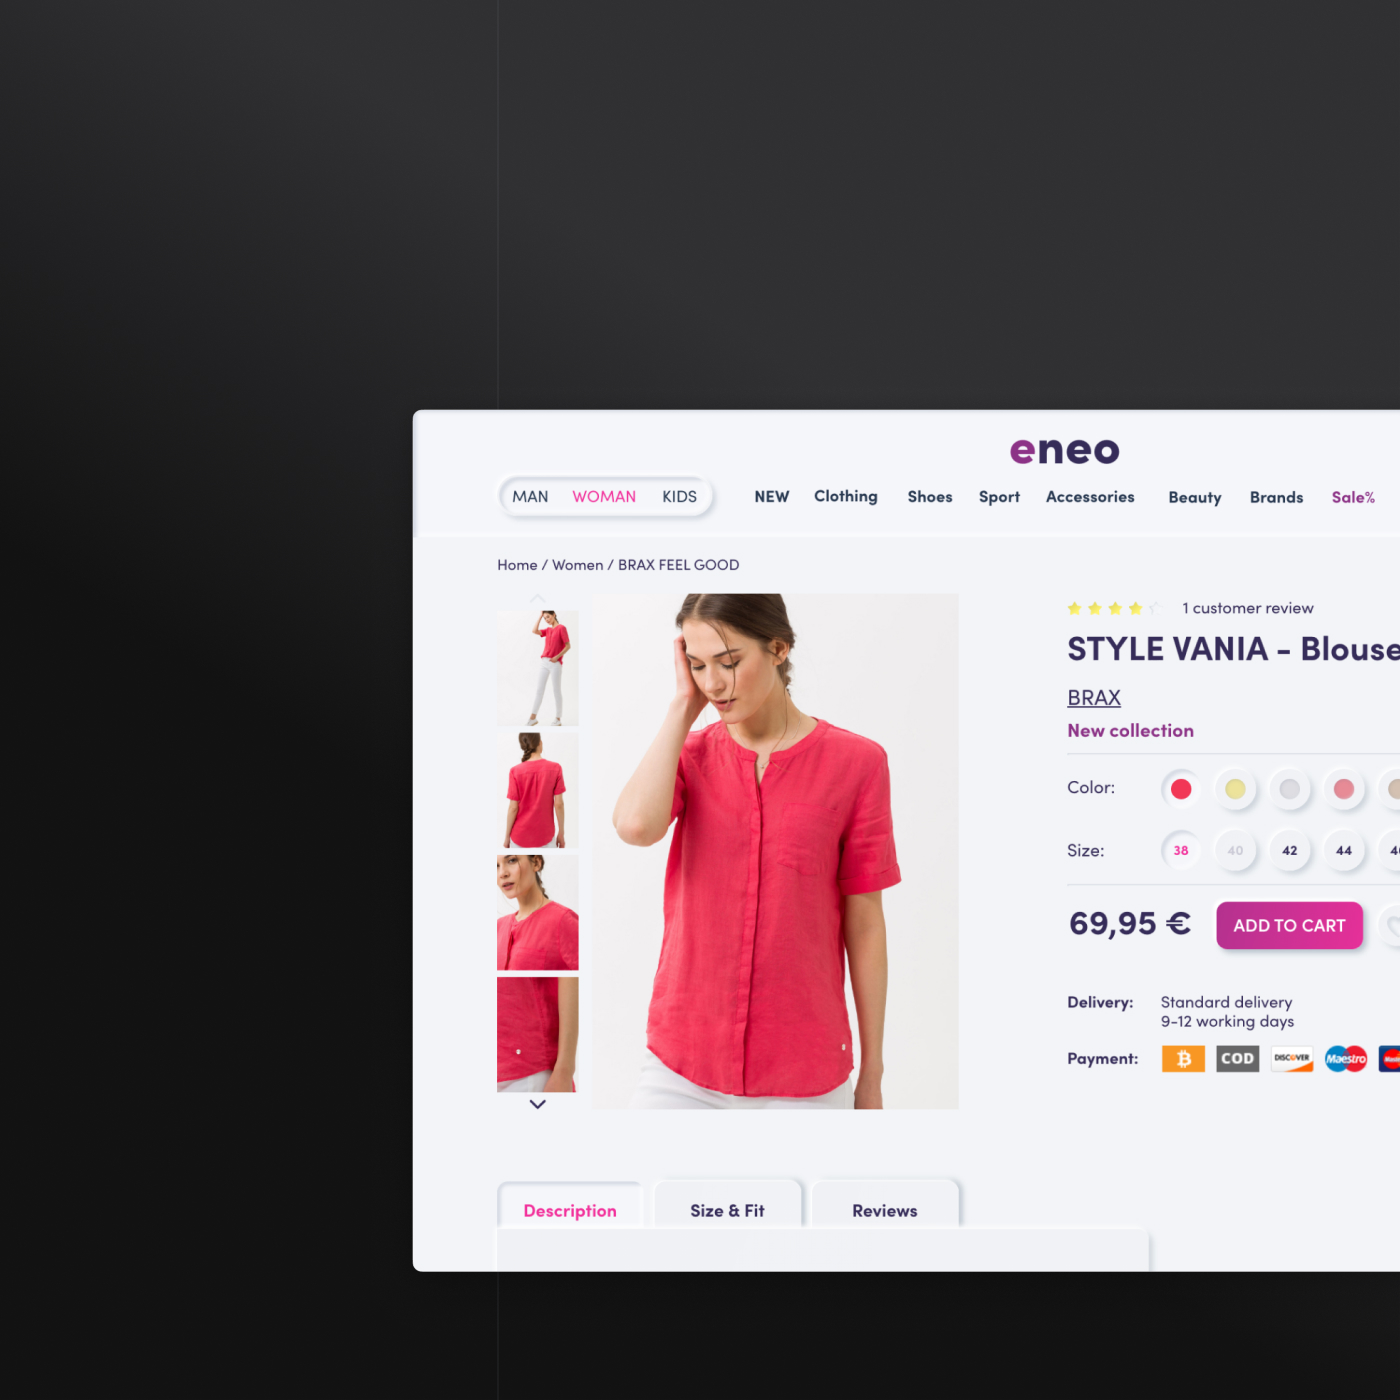 eneo
MAN WOMAN KIDS NEW Clothing Shoes Sport Accessories Beauty Brands Sale%
Home / Women / BRAX FEEL GOOD
1 customer review
STYLE VANIA - Blouse
BRAX
New collection
Color:
Size: 38 40 42 44
69,95 € ADD TO CART
Delivery: Standard delivery
9-12 working days
Payment: COD DISCOVER Maestro
Description Size & Fit Reviews